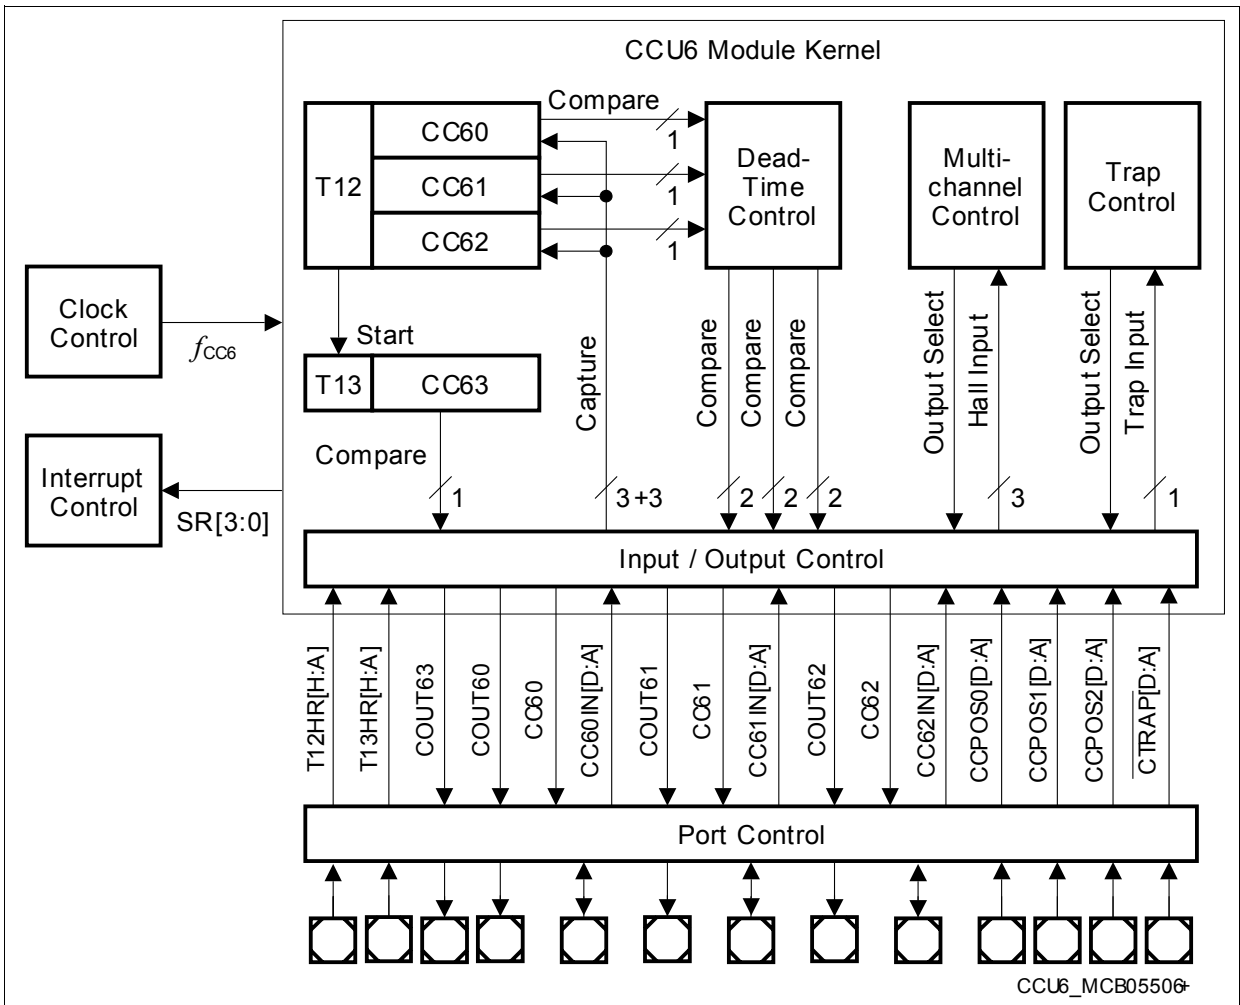 CCU6 Module Kernel
Compare
T12
CC60
CC61
CC62
1
1
1
Dead-
Time
Control
Multi-
channel
Control
Trap
Control
Clock
Control
fCC6
Start
T13
CC63
Compare
1
Capture
3+3
Compare
Compare
Compare
2
2
2
Output Select
Hall Input
3
Output Select
Trap Input
1
Interrupt
Control
SR[3:0]
Input / Output Control
T12HR[H:A]
T13HR[H:A]
COUT63
COUT60
CC60
CC60IN[D:A]
COUT61
CC61
CC61IN[D:A]
COUT62
CC62
CC62IN[D:A]
CCPOS0[D:A]
CCPOS1[D:A]
CCPOS2[D:A]
CTRAP[D:A]
Port Control
CCU6_MCB05506+